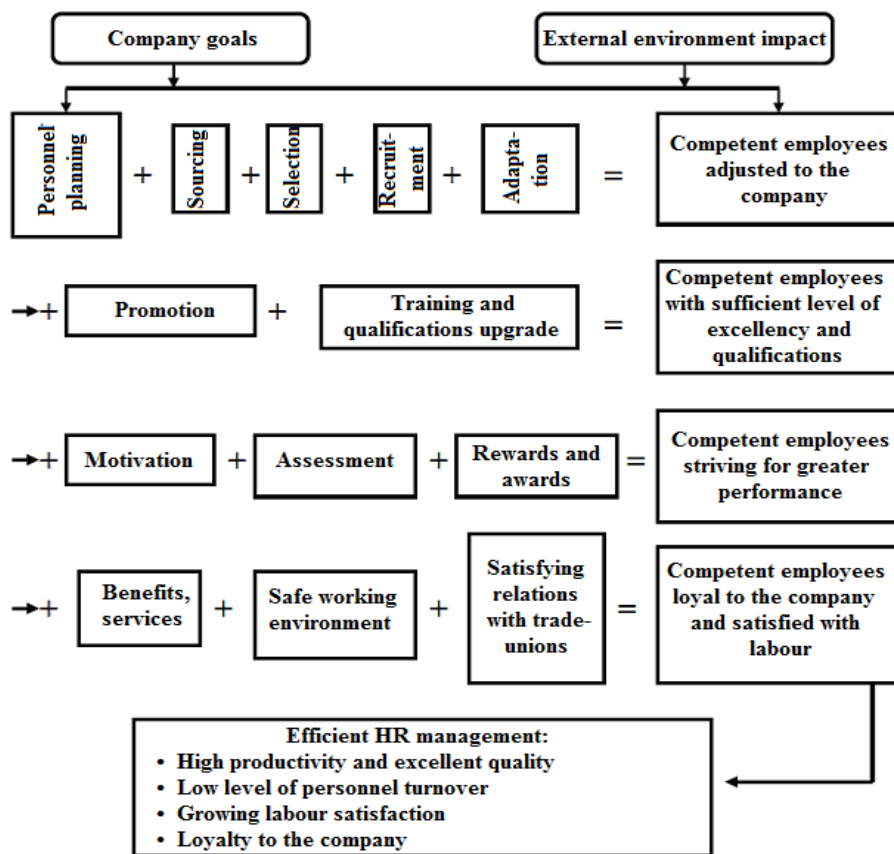 Company goals
External environment impact
Personnel
planning
+
Sourcing
+
Selection
+
Recruit-
ment
+
Adapta-
tion
=
Competent employees
adjusted to the
company
+
Promotion
+
Training and
qualifications upgrade
=
Competent employees
with sufficient level of
excellency and
qualifications
+
Motivation
+
Assessment
+
Rewards and
awards
=
Competent employees
striving for greater
performance
+
Benefits,
services
+
Safe working
environment
+
Satisfying
relations
with trade-
unions
=
Competent employees
loyal to the company
and satisfied with
labour
Efficient HR management:
• High productivity and excellent quality
• Low level of personnel turnover
• Growing labour satisfaction
• Loyalty to the company